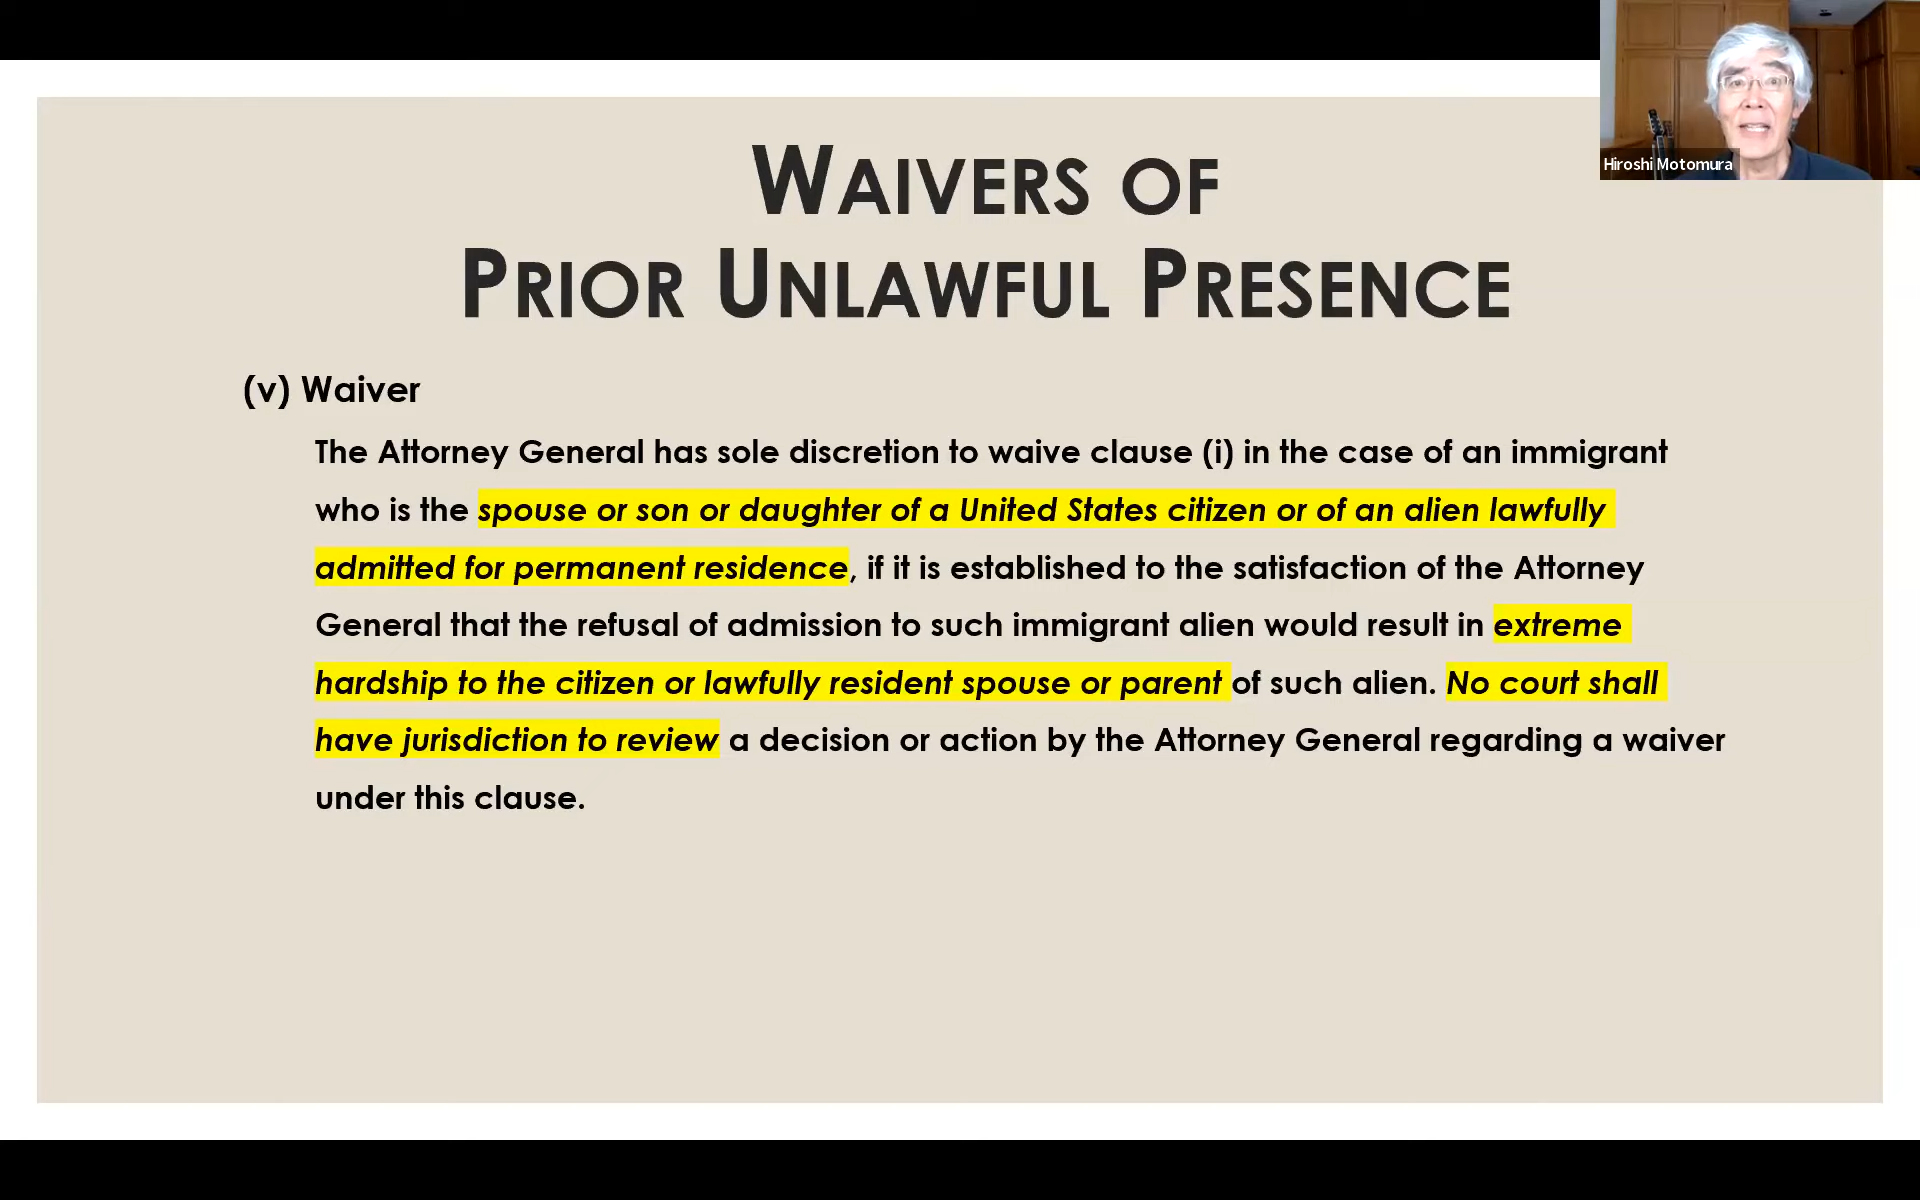 Hiroshi Motomura
WAIVERS OF
PRIOR UNLAWFUL PRESENCE
(v) Waiver
The Attorney General has sole discretion to waive clause (i) in the case of an immigrant
who is the spouse or son or daughter of a United States citizen or of an alien lawfully
admitted for permanent residence, if it is established to the satisfaction of the Attorney
General that the refusal of admission to such immigrant alien would result in extreme
hardship to the citizen or lawfully resident spouse or parent of such alien. No court shall
have jurisdiction to review a decision or action by the Attorney General regarding a waiver
under this clause.